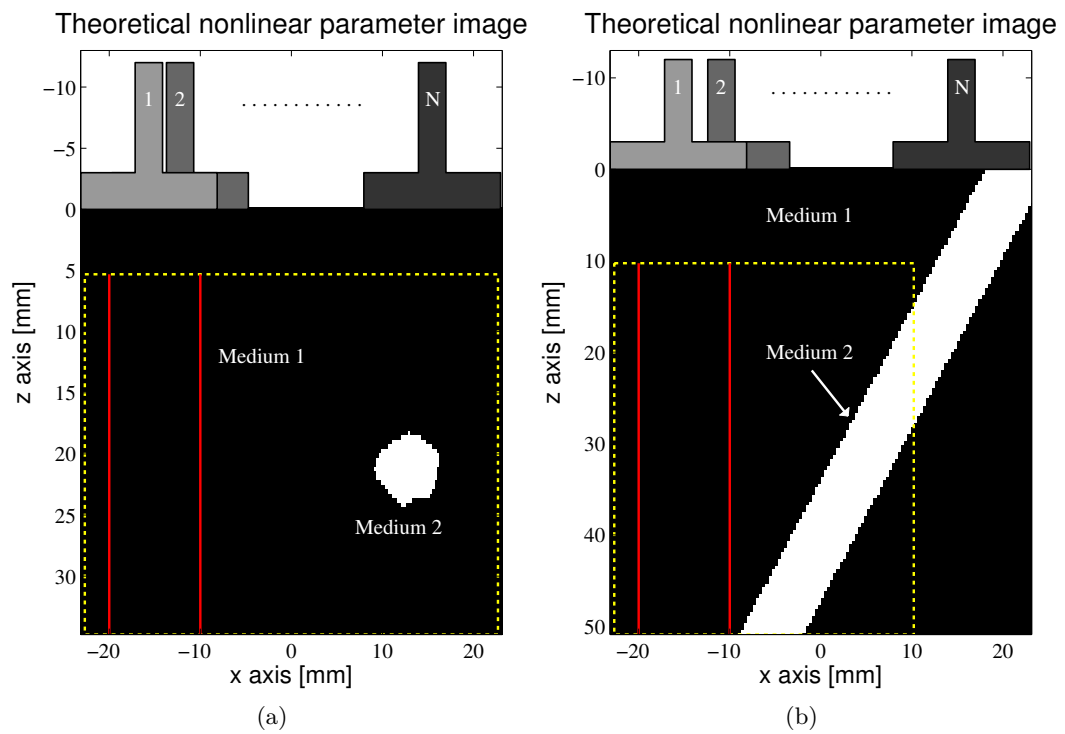 Theoretical nonlinear parameter image
−10
−5
0
5
10
15
20
25
30
z axis [mm]
1
2
...........
N
Medium 1
Medium 2
−20
−10
0
10
20
x axis [mm]
(a)
Theoretical nonlinear parameter image
−10
0
10
20
30
40
50
z axis [mm]
1
2
...........
N
Medium 1
Medium 2
−20
−10
0
10
20
x axis [mm]
(b)